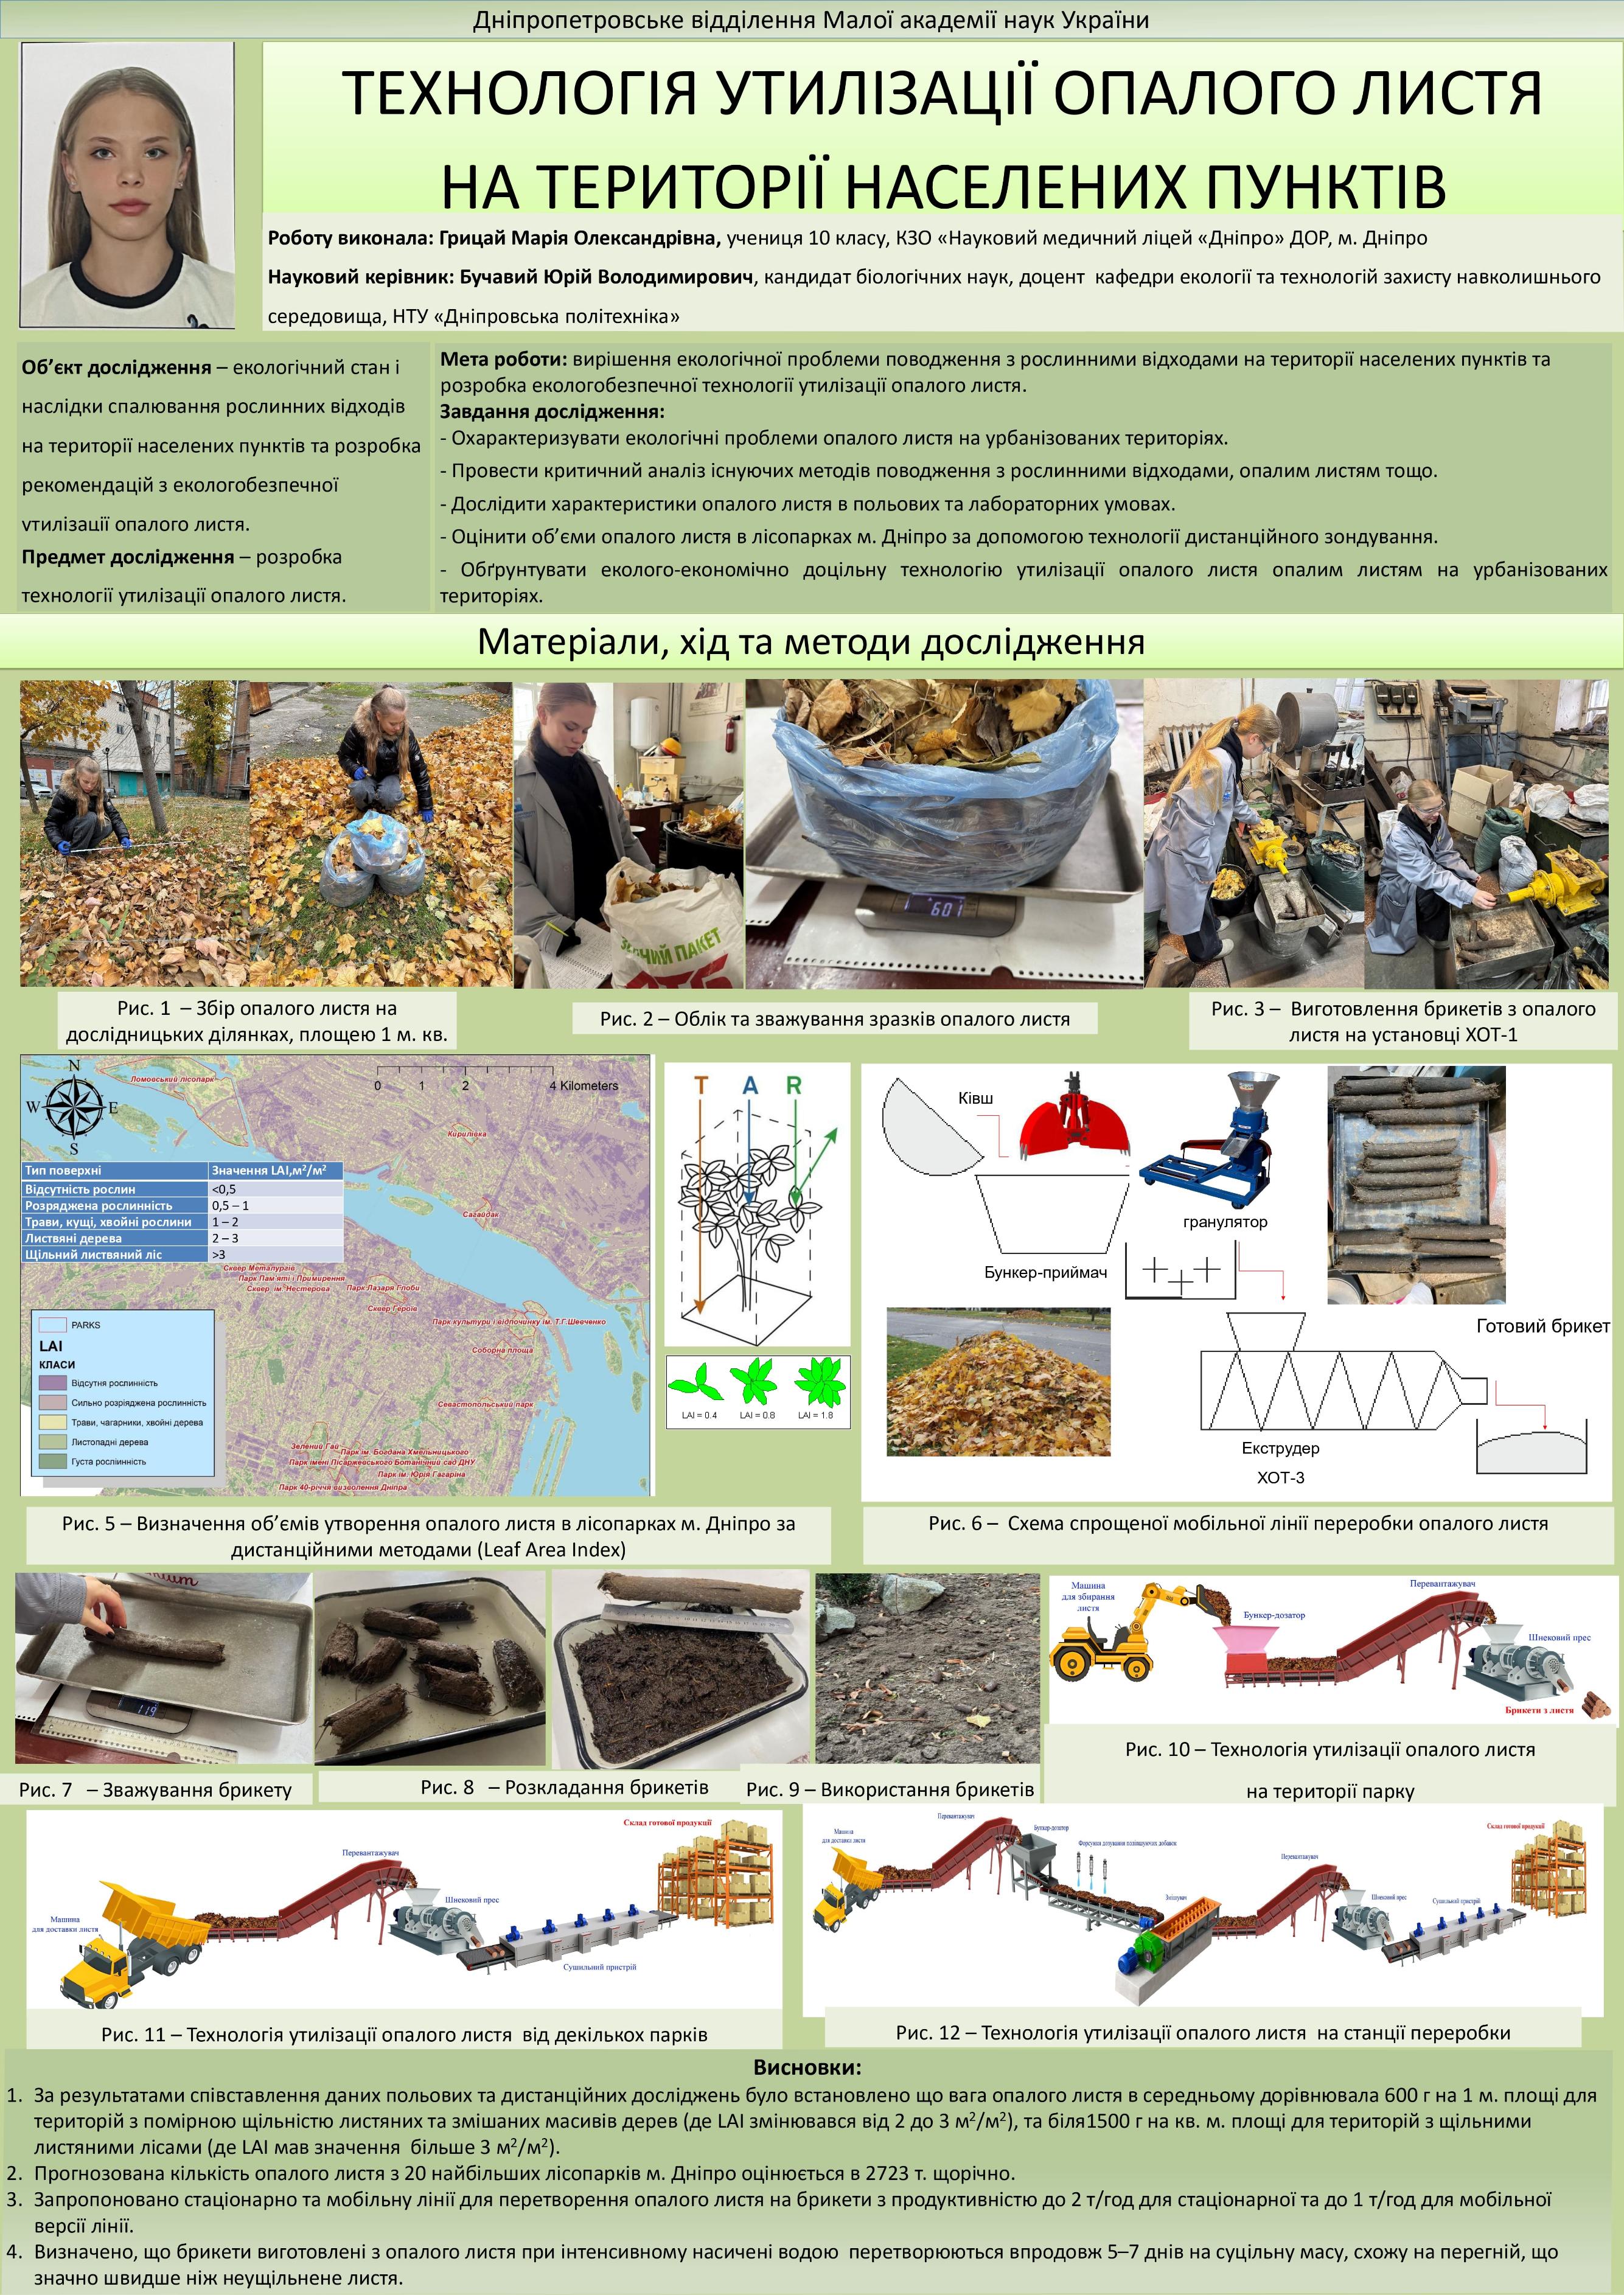 Дніпропетровське відділення Малої академії наук України
ТЕХНОЛОГІЯ УТИЛІЗАЦІЇ ОПАЛОГО ЛИСТЯ
НА ТЕРИТОРІЇ НАСЕЛЕНИХ ПУНКТІВ
Роботу виконала: Грицай Марія Олександрівна, учениця 10 класу, КЗО «Науковий медичний ліцей «Дніпро» ДОР, м. Дніпро
Науковий керівник: Бучавий Юрій Володимирович, кандидат біологічних наук, доцент кафедри екології та технологій захисту навколишнього
середовища, НТУ «Дніпровська політехніка»
Об’єкт дослідження – екологічний стан і
наслідки спалювання рослинних відходів
на території населених пунктів та розробка
рекомендацій з екологобезпечної
утилізації опалого листя.
Предмет дослідження – розробка
технології утилізації опалого листя.
Мета роботи: вирішення екологічної проблеми поводження з рослинними відходами на території населених пунктів та
розробка екологобезпечної технології утилізації опалого листя.
Завдання дослідження:
- Охарактеризувати екологічні проблеми опалого листя на урбанізованих територіях.
- Провести критичний аналіз існуючих методів поводження з рослинними відходами, опалим листям тощо.
- Дослідити характеристики опалого листя в польових та лабораторних умовах.
- Оцінити об’єми опалого листя в лісопарках м. Дніпро за допомогою технології дистанційного зондування.
- Обґрунтувати еколого-економічно доцільну технологію утилізації опалого листя опалим листям на урбанізованих
територіях.
Матеріали, хід та методи дослідження
ПАКЕТ
601
Рис. 1 – Збір опалого листя на
дослідницьких ділянках, площею 1 м. кв.
Рис. 2 – Облік та зважування зразків опалого листя
Рис. 3 – Виготовлення брикетів з опалого
листя на установці ХОТ-1
N
W E
S
0 1 2 4 Kilometers
Ломовський лісопарк
Кирилівка
Сагайдак
Тип поверхні Значення LAI,м²/м²
Відсутність рослин <0,5
Розряджена рослинність 0,5 – 1
Трави, кущі, хвойні рослини 1 – 2
Листвяні дерева 2 – 3
Щільний листвяний ліс >3
Сквер Металургів
Парк Пам'яті і Примирення
Сквер ім. Нестерова
Парк Лазаря Глоби
Сквер Героїв
Парк культури і відпочинку ім. Т.Г.Шевченко
Соборна площа
Севастопольський парк
Зелений Гай
Парк ім. Богдана Хмельницького
Парк імені Пісаржевського Ботанічний сад ДНУ
Парк ім. Юрія Гагаріна
Парк 40-річчя визволення Дніпра
PARKS
LAI
КЛАСИ
Відсутня рослинність
Сильно розріяджена рослинність
Трави, чагарники, хвойні дерева
Листопадні дерева
Густа росліинність
T A R
LAI = 0.4 LAI = 0.8 LAI = 1.8
Ківш
гранулятор
Бункер-приймач
Готовий брикет
Екструдер
ХОТ-3
Рис. 5 – Визначення об’ємів утворення опалого листя в лісопарках м. Дніпро за
дистанційними методами (Leaf Area Index)
Рис. 6 – Схема спрощеної мобільної лінії переробки опалого листя
119
Машина
для збирання
листя
Бункер-дозатор
Перевантажувач
Шнековий прес
Брикети з листя
Рис. 7 – Зважування брикету
Рис. 8 – Розкладання брикетів
Рис. 9 – Використання брикетів
Рис. 10 – Технологія утилізації опалого листя
на території парку
Машина
для доставки листя
Перевантажувач
Шнековий прес
Сушильний пристрій
Склад готової продукції
Машина
для доставки листя
Перевантажувач
Бункер-дозатор
Форсунки дозування поліпшуючих добавок
Змішувач
Перевантажувач
Шнековий прес
Сушильний пристрій
Склад готової продукції
Рис. 11 – Технологія утилізації опалого листя від декількох парків
Рис. 12 – Технологія утилізації опалого листя на станції переробки
Висновки:
1. За результатами співставлення даних польових та дистанційних досліджень було встановлено що вага опалого листя в середньому дорівнювала 600 г на 1 м. площі для
територій з помірною щільністю листяних та змішаних масивів дерев (де LAI змінювався від 2 до 3 м²/м²), та біля1500 г на кв. м. площі для територій з щільними
листяними лісами (де LAI мав значення більше 3 м²/м²).
2. Прогнозована кількість опалого листя з 20 найбільших лісопарків м. Дніпро оцінюється в 2723 т. щорічно.
3. Запропоновано стаціонарно та мобільну лінії для перетворення опалого листя на брикети з продуктивністю до 2 т/год для стаціонарної та до 1 т/год для мобільної
версії лінії.
4. Визначено, що брикети виготовлені з опалого листя при інтенсивному насичені водою перетворюються впродовж 5–7 днів на суцільну масу, схожу на перегній, що
значно швидше ніж неущільнене листя.